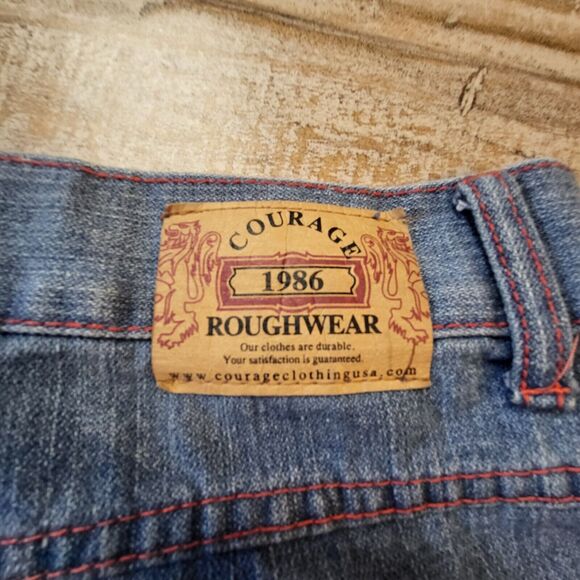 COURAGE
1986
ROUGHWEAR
Our clothes are durable.
Your satisfaction is guaranteed.
www.courageclothingusa.com